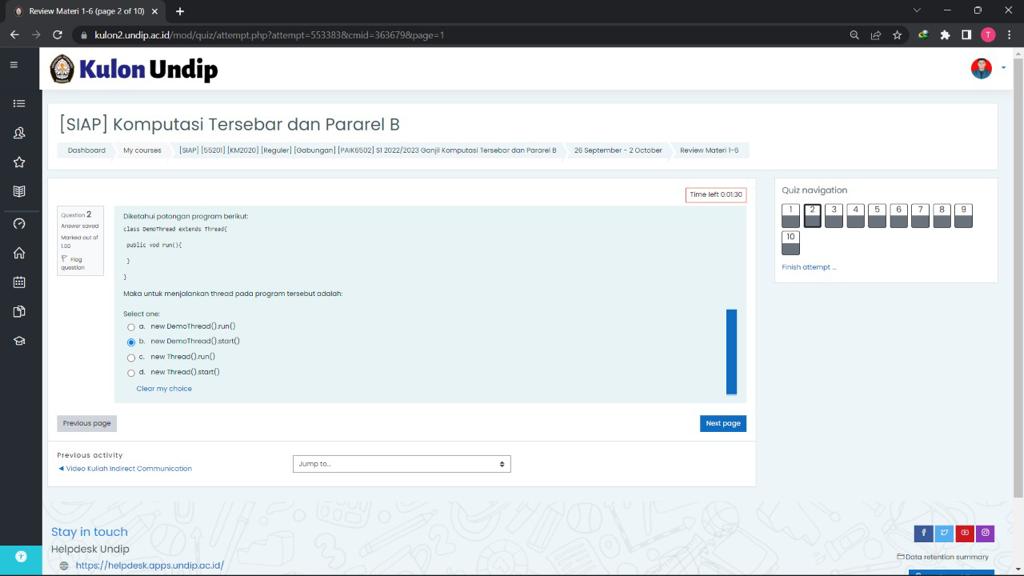 Review Materi 1-6 (page 2 of 10)
kulon2.undip.ac.id/mod/quiz/attempt.php?attempt=553383&cmid=363679&page=1
T
Kulon Undip
[SIAP] Komputasi Tersebar dan Pararel B
Dashboard
My courses
[SIAP] [55201] [KM2020] [Reguler] [Gabungan] [PAIK6502] S1 2022/2023 Ganjil Komputasi Tersebar dan Pararel B
26 September - 2 October
Review Materi 1-6
Time left 0:01:30
Question 2
Answer saved
Marked out of
1.00
Flag
question
Diketahui potongan program berikut:
class DemoThread extends Thread{
public vod run(){
}
}
Maka untuk menjalankan thread pada program tersebut adalah:
Select one:
a. new DemoThread().run()
b. new DemoThread().start()
c. new Thread().run()
d. new Thread().start()
Clear my choice
Previous page
Next page
Quiz navigation
1 2 3 4 5 6 7 8 9
10
Finish attempt ...
Previous activity
◄ Video Kuliah Indirect Communication
Jump to...
Stay in touch
Helpdesk Undip
https://helpdesk.apps.undip.ac.id/
Data retention summary